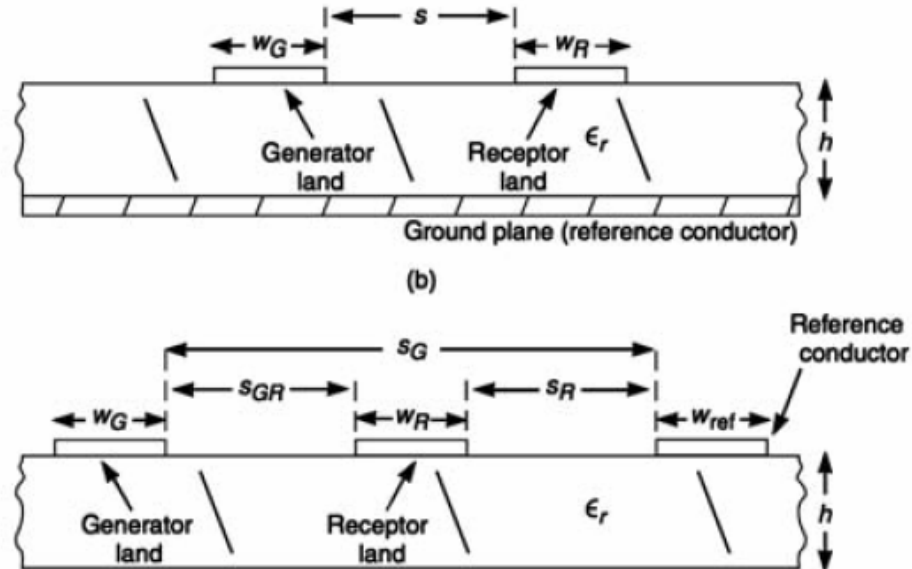 s
w_G
w_R
Generator
land
Receptor
land
ϵ_r
h
Ground plane (reference conductor)
(b)
Reference
conductor
s_G
s_GR
s_R
w_G
w_R
w_ref
Generator
land
Receptor
land
ϵ_r
h